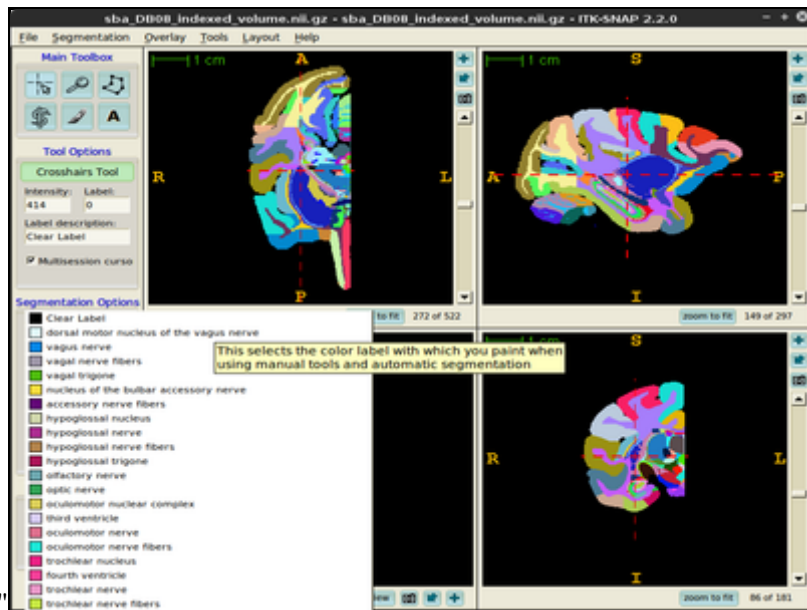 sba_DB08_indexed_volume.nii.gz - sba_DB08_indexed_volume.nii.gz - ITK-SNAP 2.2.0
File Segmentation Overlay Tools Layout Help
Main Toolbox
A
Tool Options
Crosshairs Tool
Intensity: Label:
414 0
Label description:
Clear Label
Multisession curso
Segmentation Options
1 cm
A
R
L
P
zoom to fit 272 of 522
1 cm
S
A
P
I
zoom to fit 149 of 297
Clear Label
dorsal motor nucleus of the vagus nerve
vagus nerve
vagal nerve fibers
vagal trigone
nucleus of the bulbar accessory nerve
accessory nerve fibers
hypoglossal nucleus
hypoglossal nerve
hypoglossal nerve fibers
hypoglossal trigone
olfactory nerve
optic nerve
oculomotor nuclear complex
third ventricle
oculomotor nerve
oculomotor nerve fibers
trochlear nucleus
fourth ventricle
trochlear nerve
trochlear nerve fibers
This selects the color label with which you paint when
using manual tools and automatic segmentation
1 cm
S
R
L
I
zoom to fit 86 of 181
"